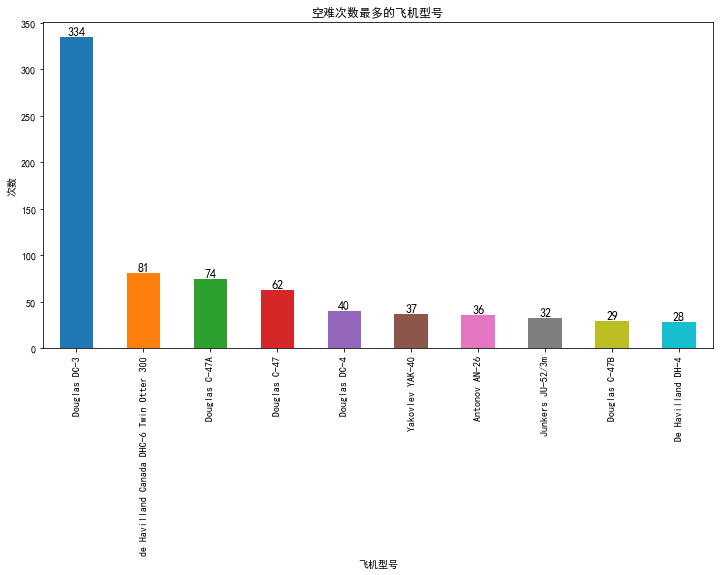 空难次数最多的飞机型号
次数
350
300
250
200
150
100
50
0
334
81
74
62
40
37
36
32
29
28
Douglas DC-3
de Havilland Canada DHC-6 Twin Otter 300
Douglas C-47A
Douglas C-47
Douglas DC-4
Yakovlev YAK-40
Antonov AN-26
Junkers JU-52/3m
Douglas C-47B
De Havilland DH-4
飞机型号